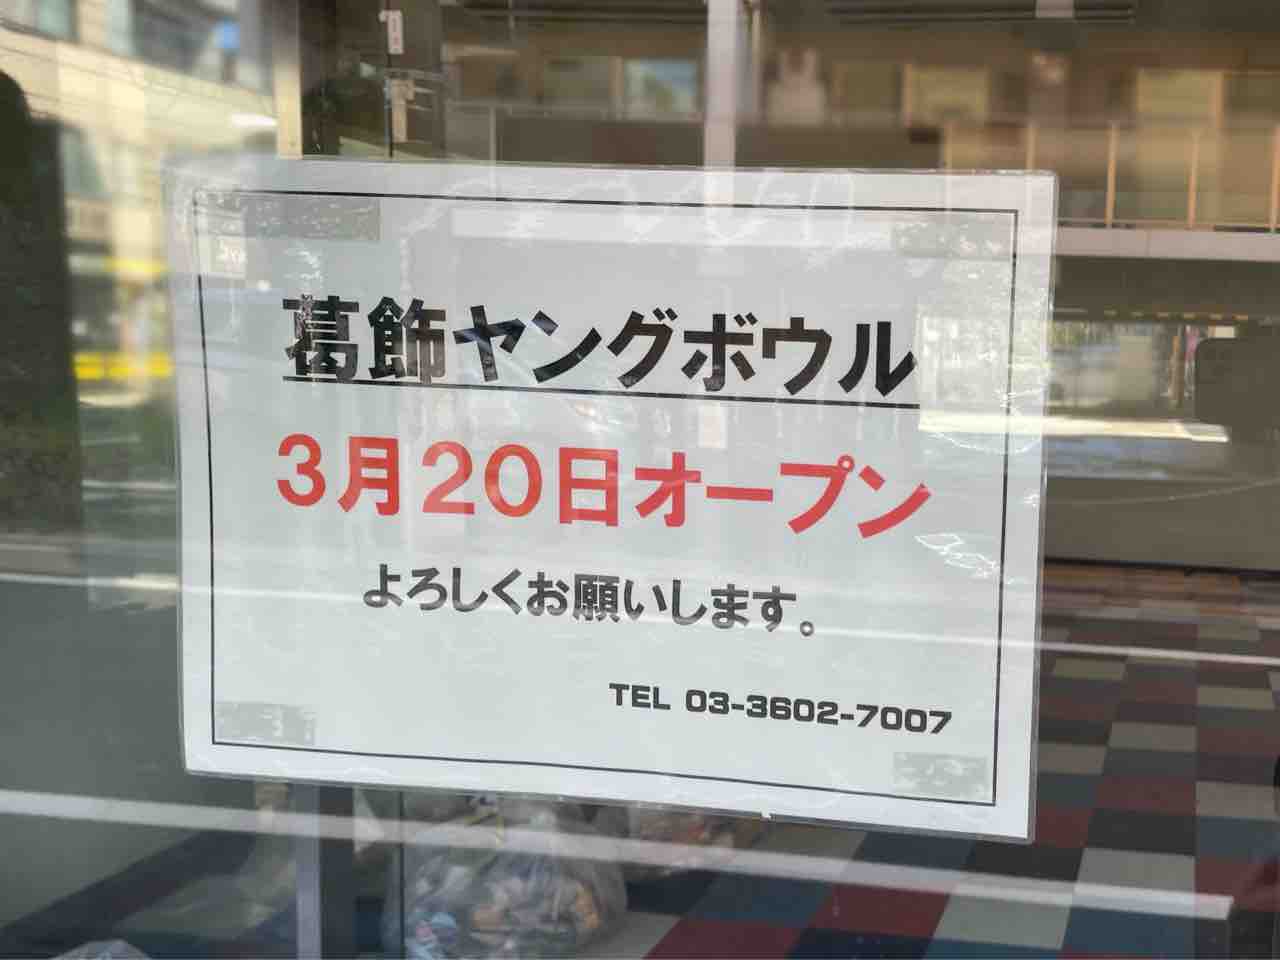 葛飾ヤングボウル
3月20日オープン
よろしくお願いします。
TEL 03-3602-7007